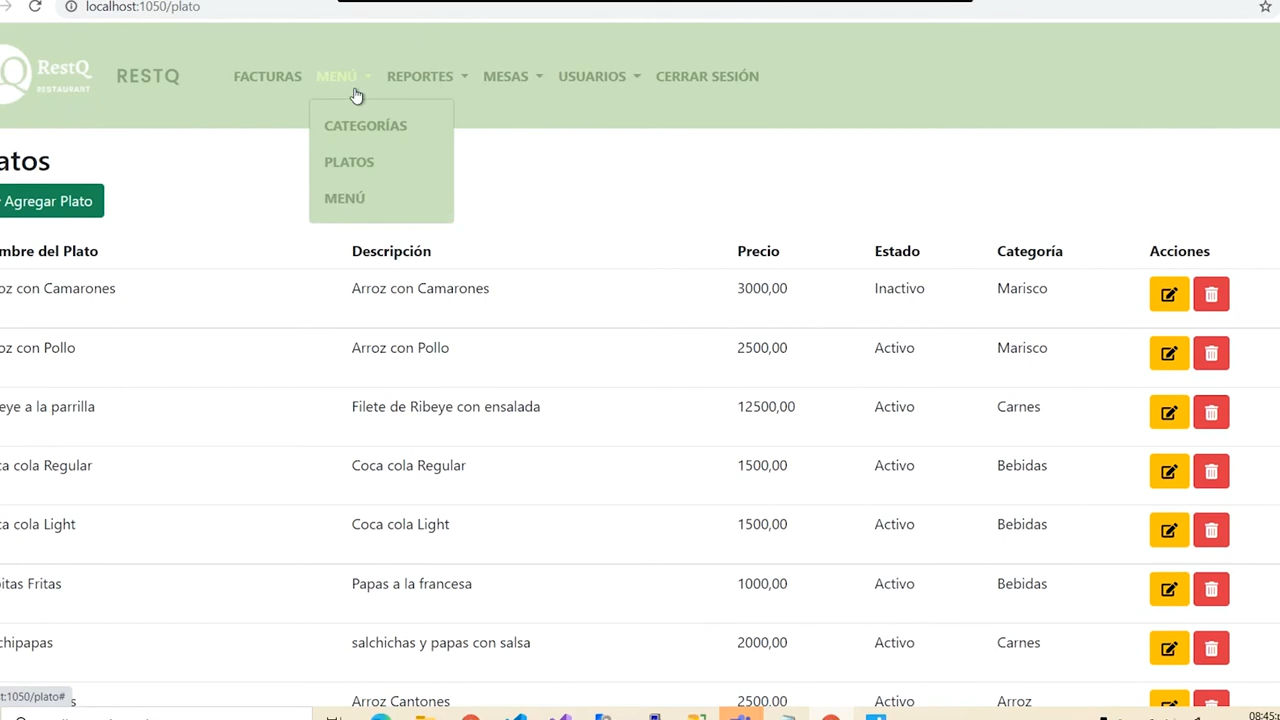 localhost:1050/plato
RestQ
RESTAURANT
RESTQ
FACTURAS MENÚ REPORTES MESAS USUARIOS CERRAR SESIÓN
CATEGORÍAS
PLATOS
MENÚ
atos
Agregar Plato
mbre del Plato Descripción Precio Estado Categoría Acciones
oz con Camarones Arroz con Camarones 3000,00 Inactivo Marisco
oz con Pollo Arroz con Pollo 2500,00 Activo Marisco
eye a la parrilla Filete de Ribeye con ensalada 12500,00 Activo Carnes
ca cola Regular Coca cola Regular 1500,00 Activo Bebidas
ca cola Light Coca cola Light 1500,00 Activo Bebidas
itas Fritas Papas a la francesa 1000,00 Activo Bebidas
chipapas salchichas y papas con salsa 2000,00 Activo Carnes
s Arroz Cantones 2500,00 Activo Arroz
t:1050/plato#
08:45